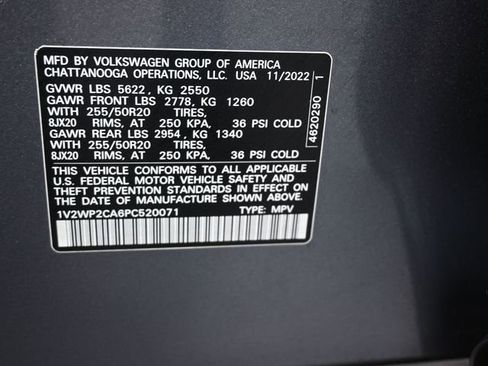 MFD BY VOLKSWAGEN GROUP OF AMERICA
CHATTANOOGA OPERATIONS, LLC. USA 11/2022
GVWR LBS 5622, KG 2550
GAWR FRONT LBS 2778, KG 1260
WITH 255/50R20 TIRES,
8JX20 RIMS, AT 250 KPA, 36 PSI COLD
GAWR REAR LBS 2954, KG 1340
WITH 255/50R20 TIRES,
8JX20 RIMS, AT 250 KPA, 36 PSI COLD
THIS VEHICLE CONFORMS TO ALL APPLICABLE
U.S. FEDERAL MOTOR VEHICLE SAFETY AND
THEFT PREVENTION STANDARDS IN EFFECT ON
THE DATE OF MANUFACTURE SHOWN ABOVE.
1V2WP2CA6PC520071 TYPE: MPV
4620290 1